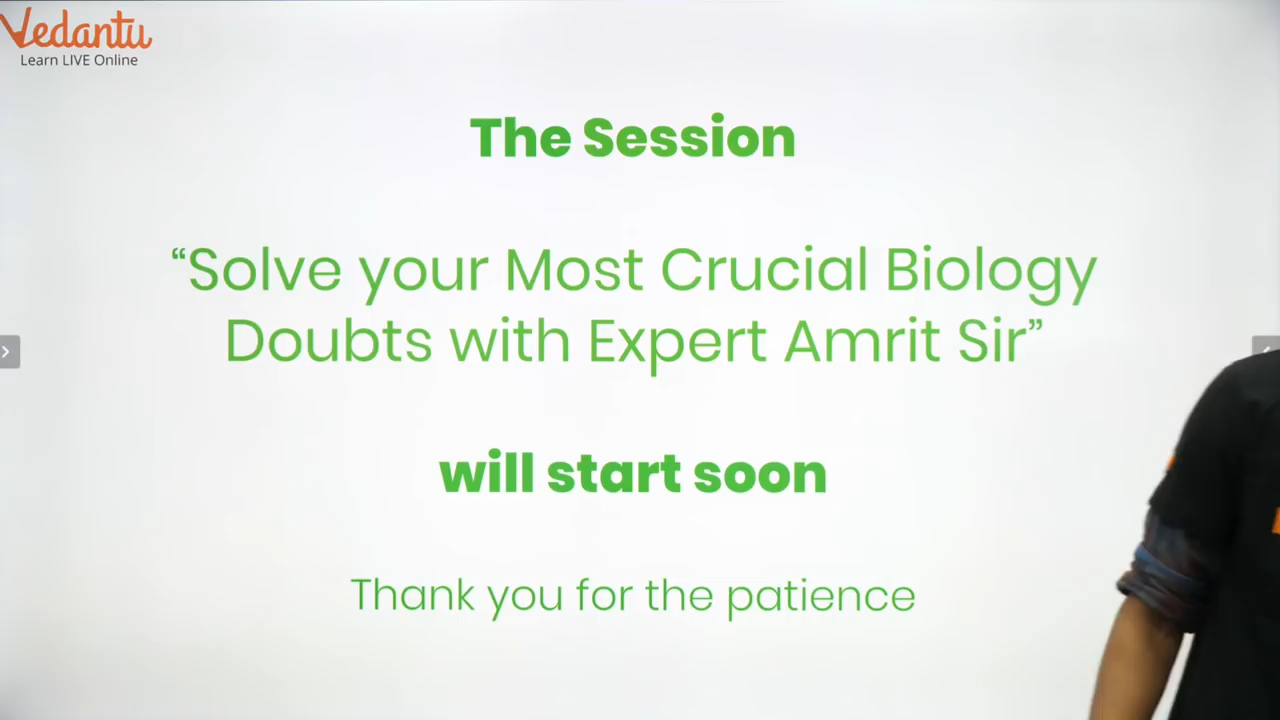 Vedantu
Learn LIVE Online
The Session
“Solve your Most Crucial Biology
Doubts with Expert Amrit Sir”
will start soon
Thank you for the patience